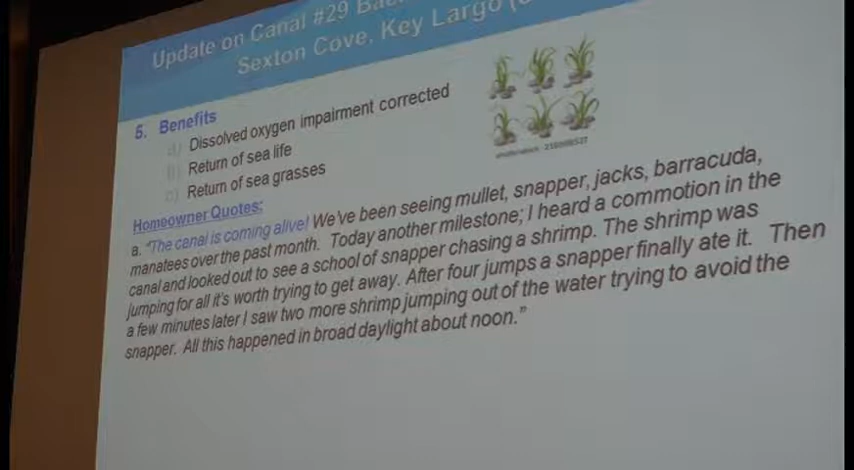 Update on Canal #29
Sexton Cove, Key Largo
5. Benefits
a) Dissolved oxygen impairment corrected
b) Return of sea life
c) Return of sea grasses
Homeowner Quotes:
a. "The canal is coming alive! We've been seeing mullet, snapper, jacks, barracuda,
manatees over the past month. Today another milestone; I heard a commotion in the
canal and looked out to see a school of snapper chasing a shrimp. The shrimp was
jumping for all it's worth trying to get away. After four jumps a snapper finally ate it. Then
a few minutes later I saw two more shrimp jumping out of the water trying to avoid the
snapper. All this happened in broad daylight about noon."